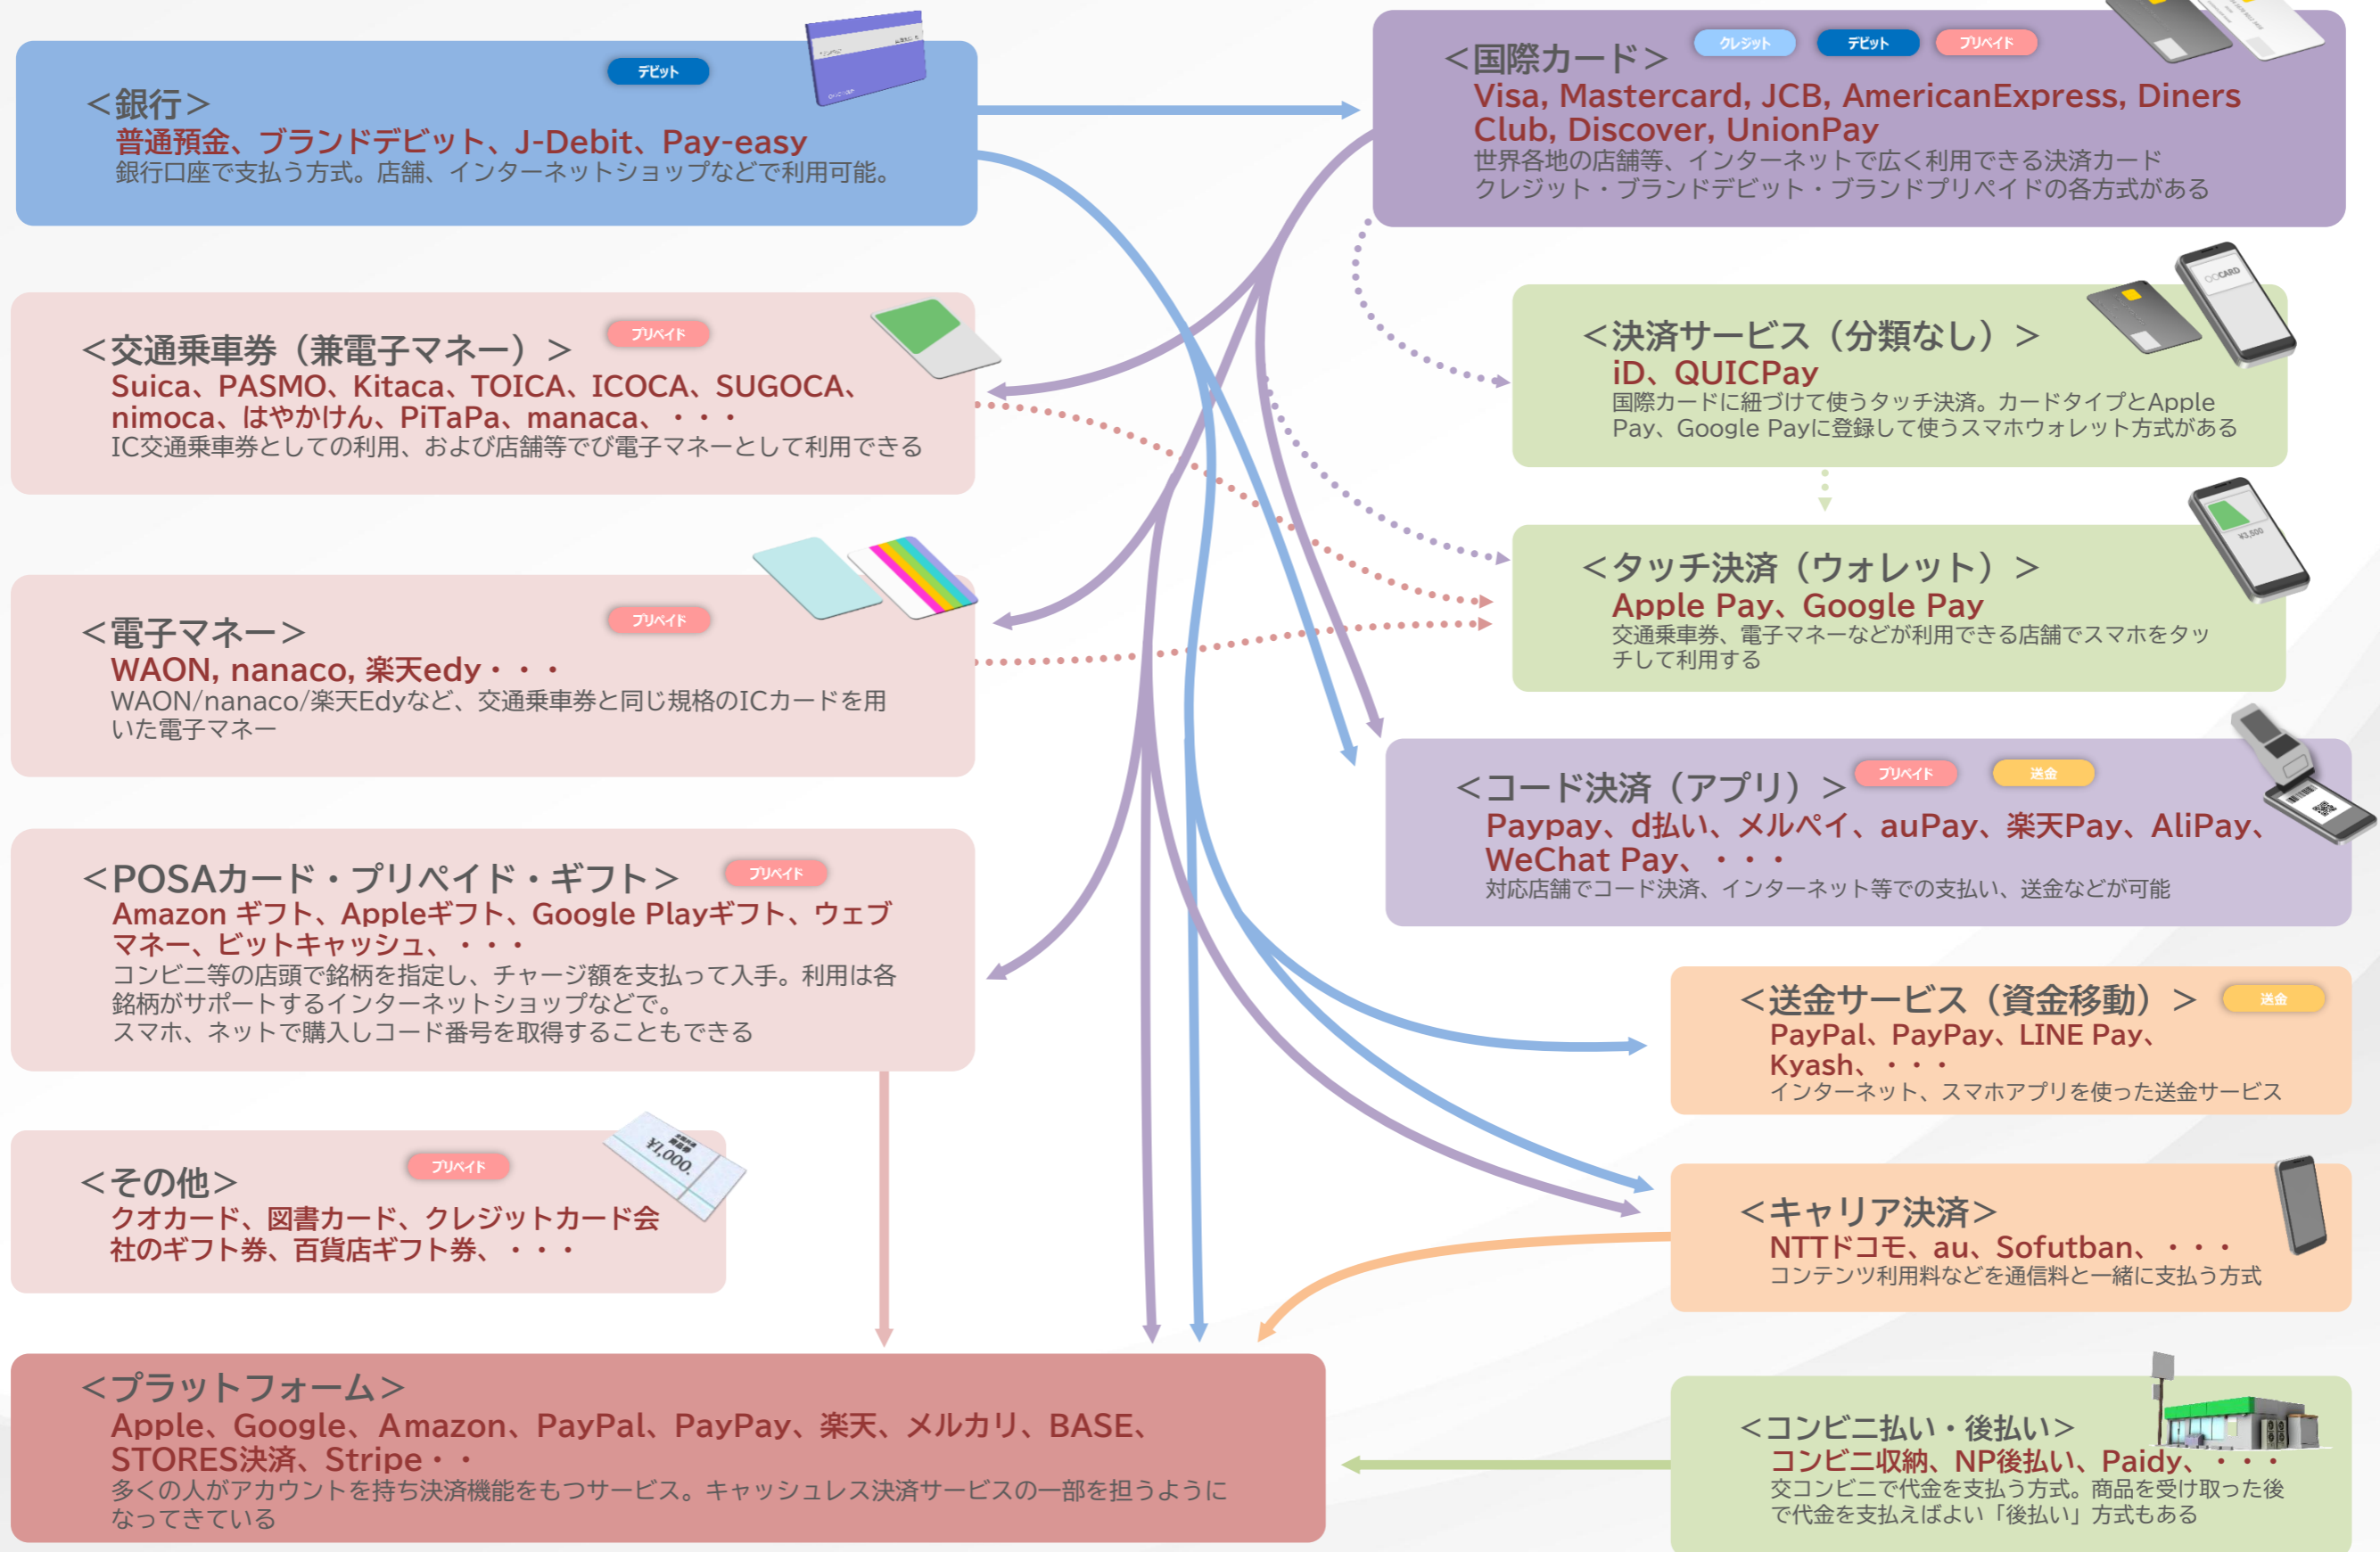 ＜銀行＞
デビット
普通預金、ブランドデビット、J-Debit、Pay-easy
銀行口座で支払う方式。店舗、インターネットショップなどで利用可能。
＜国際カード＞
クレジット
デビット
プリペイド
Visa, Mastercard, JCB, AmericanExpress, Diners
Club, Discover, UnionPay
世界各地の店舗等、インターネットで広く利用できる決済カード
クレジット・ブランドデビット・ブランドプリペイドの各方式がある
＜交通乗車券（兼電子マネー）＞
プリペイド
Suica、PASMO、Kitaca、TOICA、ICOCA、SUGOCA、
nimoca、はやかけん、PiTaPa、manaca、・・・
IC交通乗車券としての利用、および店舗等でび電子マネーとして利用できる
＜決済サービス（分類なし）＞
○○CARD
iD、QUICPay
国際カードに紐づけて使うタッチ決済。カードタイプとApple
Pay、Google Payに登録して使うスマホウォレット方式がある
＜タッチ決済（ウォレット）＞
¥3,500
Apple Pay、Google Pay
交通乗車券、電子マネーなどが利用できる店舗でスマホをタッ
チして利用する
＜電子マネー＞
プリペイド
WAON, nanaco, 楽天edy・・・
WAON/nanaco/楽天Edyなど、交通乗車券と同じ規格のICカードを用
いた電子マネー
＜コード決済（アプリ）＞
プリペイド
送金
Paypay、d払い、メルペイ、auPay、楽天Pay、AliPay、
WeChat Pay、・・・
対応店舗でコード決済、インターネット等での支払い、送金などが可能
＜POSAカード・プリペイド・ギフト＞
プリペイド
Amazon ギフト、Appleギフト、Google Playギフト、ウェブ
マネー、ビットキャッシュ、・・・
コンビニ等の店頭で銘柄を指定し、チャージ額を支払って入手。利用は各
銘柄がサポートするインターネットショップなどで。
スマホ、ネットで購入しコード番号を取得することもできる
＜送金サービス（資金移動）＞
送金
PayPal、PayPay、LINE Pay、
Kyash、・・・
インターネット、スマホアプリを使った送金サービス
＜その他＞
プリペイド
¥1,000.
クオカード、図書カード、クレジットカード会
社のギフト券、百貨店ギフト券、・・・
＜キャリア決済＞
NTTドコモ、au、Sofutban、・・・
コンテンツ利用料などを通信料と一緒に支払う方式
＜プラットフォーム＞
Apple、Google、Amazon、PayPal、PayPay、楽天、メルカリ、BASE、
STORES決済、Stripe・・
多くの人がアカウントを持ち決済機能をもつサービス。キャッシュレス決済サービスの一部を担うように
なってきている
＜コンビニ払い・後払い＞
コンビニ収納、NP後払い、Paidy、・・・
交コンビニで代金を支払う方式。商品を受け取った後
で代金を支払えばよい「後払い」方式もある